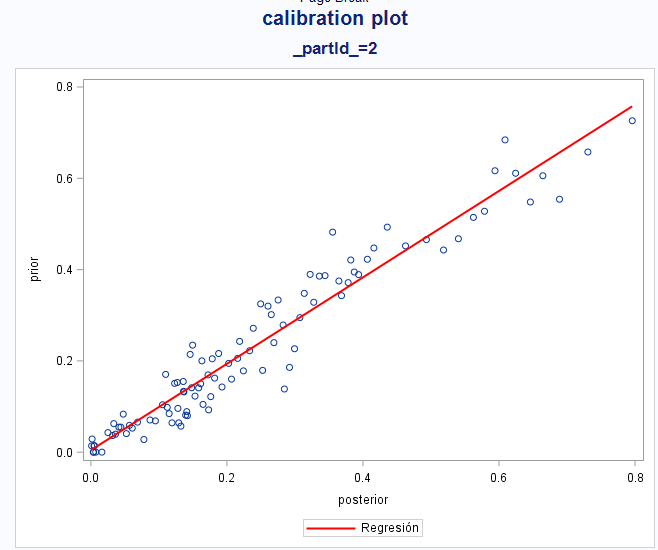 Page Break
calibration plot
_partId_=2
0.8
0.6
0.4
0.2
0.0
prior
0.0 0.2 0.4 0.6 0.8
posterior
Regresión